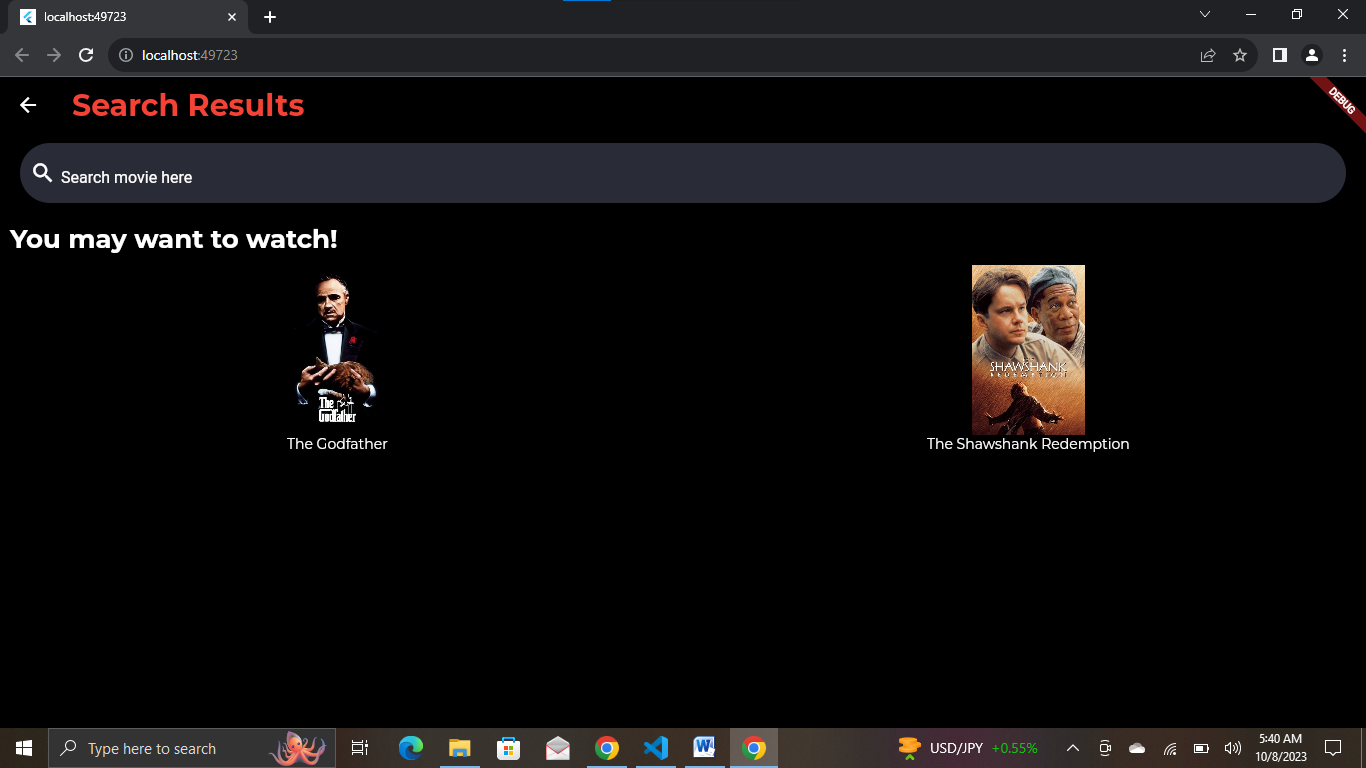 localhost:49723
localhost:49723
Search Results
DEBUG
Search movie here
You may want to watch!
The
Godfather
SHAWSHANK
REDEMPTION
The Godfather
The Shawshank Redemption
Type here to search
USD/JPY +0.55%
5:40 AM
10/8/2023